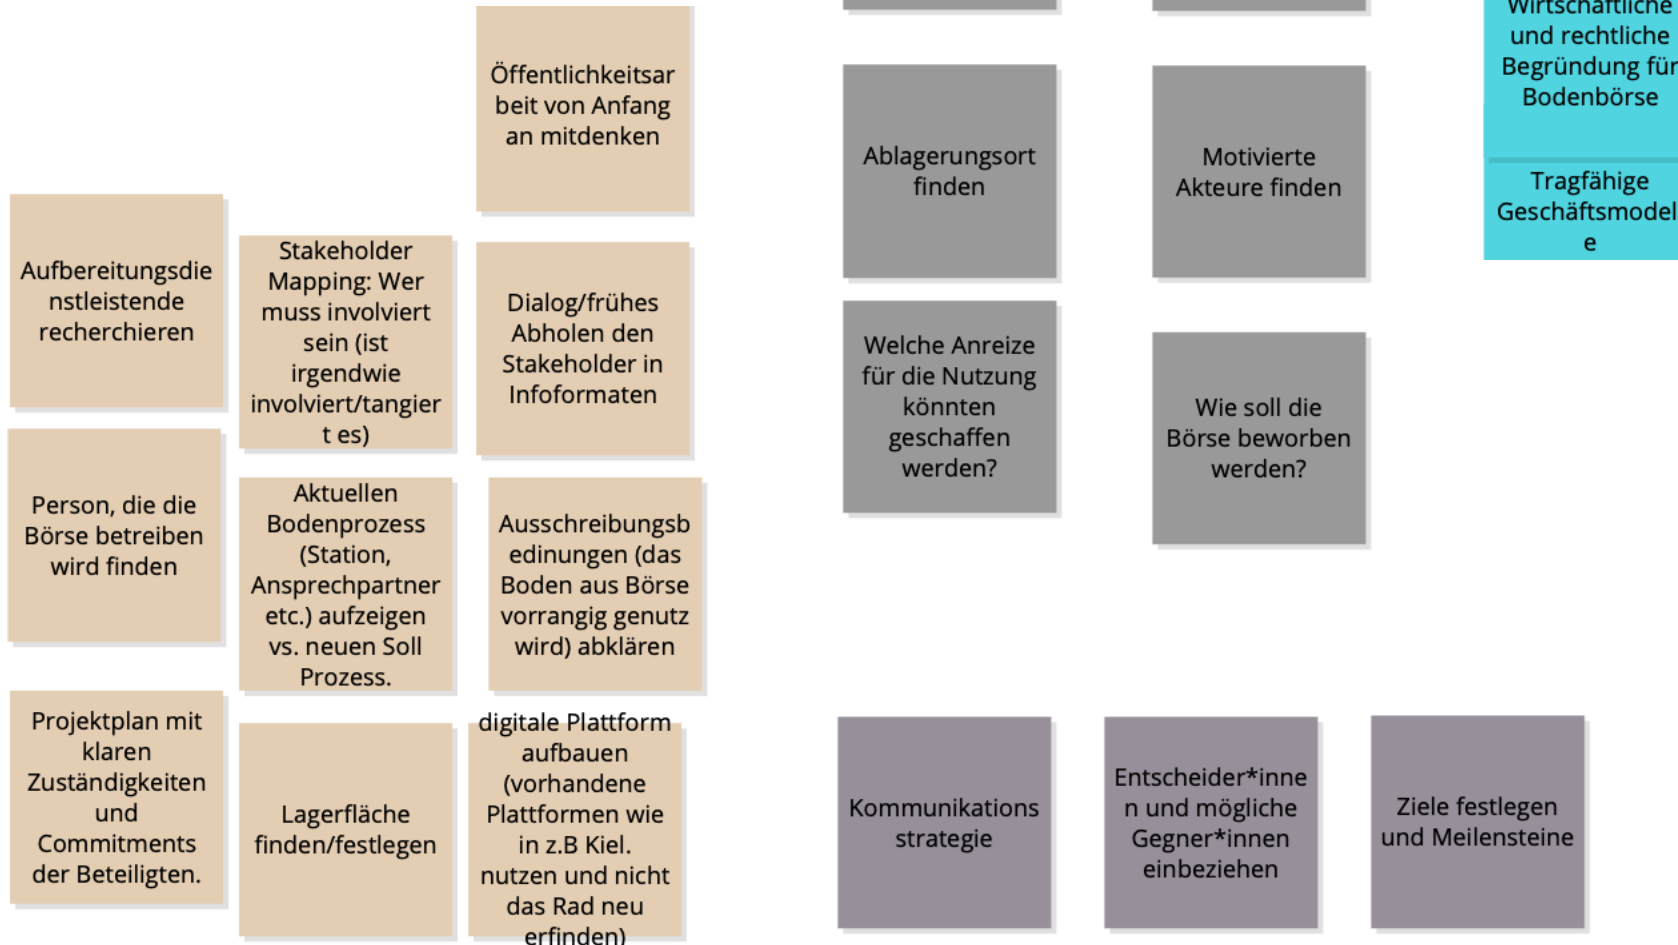 Öffentlichkeitsar
beit von Anfang
an mitdenken
Aufbereitungsdie
nstleistende
recherchieren
Stakeholder
Mapping: Wer
muss involviert
sein (ist
irgendwie
involviert/tangier
t es)
Dialog/frühes
Abholen den
Stakeholder in
Infoformaten
Person, die die
Börse betreiben
wird finden
Aktuellen
Bodenprozess
(Station,
Ansprechpartner
etc.) aufzeigen
vs. neuen Soll
Prozess.
Ausschreibungsb
edinungen (das
Boden aus Börse
vorrangig genutz
wird) abklären
Projektplan mit
klaren
Zuständigkeiten
und
Commitments
der Beteiligten.
Lagerfläche
finden/festlegen
digitale Plattform
aufbauen
(vorhandene
Plattformen wie
in z.B Kiel.
nutzen und nicht
das Rad neu
erfinden)
Ablagerungsort
finden
Motivierte
Akteure finden
Welche Anreize
für die Nutzung
könnten
geschaffen
werden?
Wie soll die
Börse beworben
werden?
Wirtschaftliche
und rechtliche
Begründung für
Bodenbörse
Tragfähige
Geschäftsmodel
e
Kommunikations
strategie
Entscheider*inne
n und mögliche
Gegner*innen
einbeziehen
Ziele festlegen
und Meilensteine